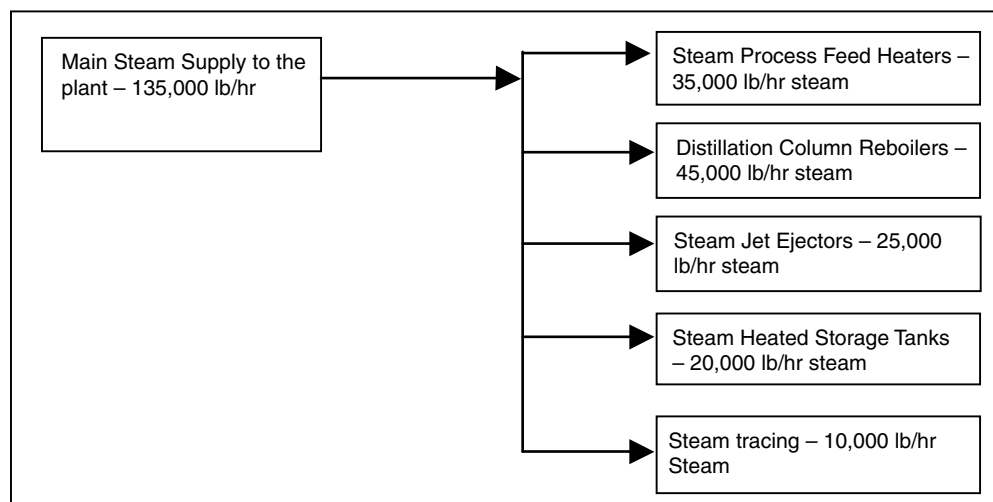 Main Steam Supply to the
plant – 135,000 lb/hr
Steam Process Feed Heaters –
35,000 lb/hr steam
Distillation Column Reboilers –
45,000 lb/hr steam
Steam Jet Ejectors – 25,000
lb/hr steam
Steam Heated Storage Tanks
– 20,000 lb/hr steam
Steam tracing – 10,000 lb/hr
Steam